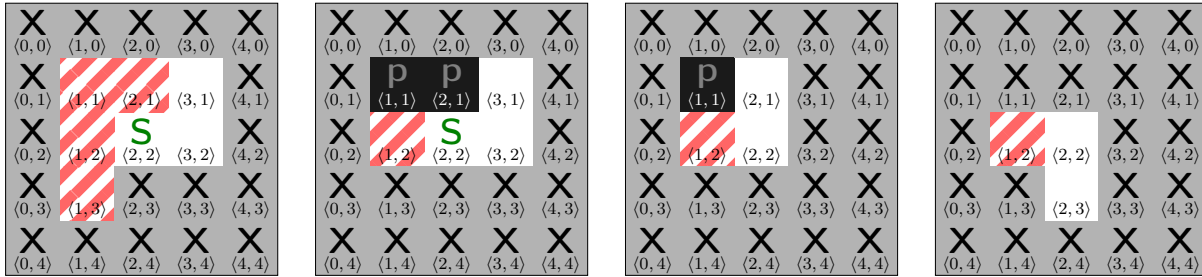 X X X X X
⟨0, 0⟩ ⟨1, 0⟩ ⟨2, 0⟩ ⟨3, 0⟩ ⟨4, 0⟩
X X
⟨0, 1⟩ ⟨1, 1⟩ ⟨2, 1⟩ ⟨3, 1⟩ ⟨4, 1⟩
X S X
⟨0, 2⟩ ⟨1, 2⟩ ⟨2, 2⟩ ⟨3, 2⟩ ⟨4, 2⟩
X X X X
⟨0, 3⟩ ⟨1, 3⟩ ⟨2, 3⟩ ⟨3, 3⟩ ⟨4, 3⟩
X X X X X
⟨0, 4⟩ ⟨1, 4⟩ ⟨2, 4⟩ ⟨3, 4⟩ ⟨4, 4⟩
X X X X X
⟨0, 0⟩ ⟨1, 0⟩ ⟨2, 0⟩ ⟨3, 0⟩ ⟨4, 0⟩
X p p X
⟨0, 1⟩ ⟨1, 1⟩ ⟨2, 1⟩ ⟨3, 1⟩ ⟨4, 1⟩
X S X
⟨0, 2⟩ ⟨1, 2⟩ ⟨2, 2⟩ ⟨3, 2⟩ ⟨4, 2⟩
X X X X X
⟨0, 3⟩ ⟨1, 3⟩ ⟨2, 3⟩ ⟨3, 3⟩ ⟨4, 3⟩
X X X X X
⟨0, 4⟩ ⟨1, 4⟩ ⟨2, 4⟩ ⟨3, 4⟩ ⟨4, 4⟩
X X X X X
⟨0, 0⟩ ⟨1, 0⟩ ⟨2, 0⟩ ⟨3, 0⟩ ⟨4, 0⟩
X p X X
⟨0, 1⟩ ⟨1, 1⟩ ⟨2, 1⟩ ⟨3, 1⟩ ⟨4, 1⟩
X X X
⟨0, 2⟩ ⟨1, 2⟩ ⟨2, 2⟩ ⟨3, 2⟩ ⟨4, 2⟩
X X X X X
⟨0, 3⟩ ⟨1, 3⟩ ⟨2, 3⟩ ⟨3, 3⟩ ⟨4, 3⟩
X X X X X
⟨0, 4⟩ ⟨1, 4⟩ ⟨2, 4⟩ ⟨3, 4⟩ ⟨4, 4⟩
X X X X X
⟨0, 0⟩ ⟨1, 0⟩ ⟨2, 0⟩ ⟨3, 0⟩ ⟨4, 0⟩
X X X X X
⟨0, 1⟩ ⟨1, 1⟩ ⟨2, 1⟩ ⟨3, 1⟩ ⟨4, 1⟩
X X X
⟨0, 2⟩ ⟨1, 2⟩ ⟨2, 2⟩ ⟨3, 2⟩ ⟨4, 2⟩
X X X X
⟨0, 3⟩ ⟨1, 3⟩ ⟨2, 3⟩ ⟨3, 3⟩ ⟨4, 3⟩
X X X X X
⟨0, 4⟩ ⟨1, 4⟩ ⟨2, 4⟩ ⟨3, 4⟩ ⟨4, 4⟩